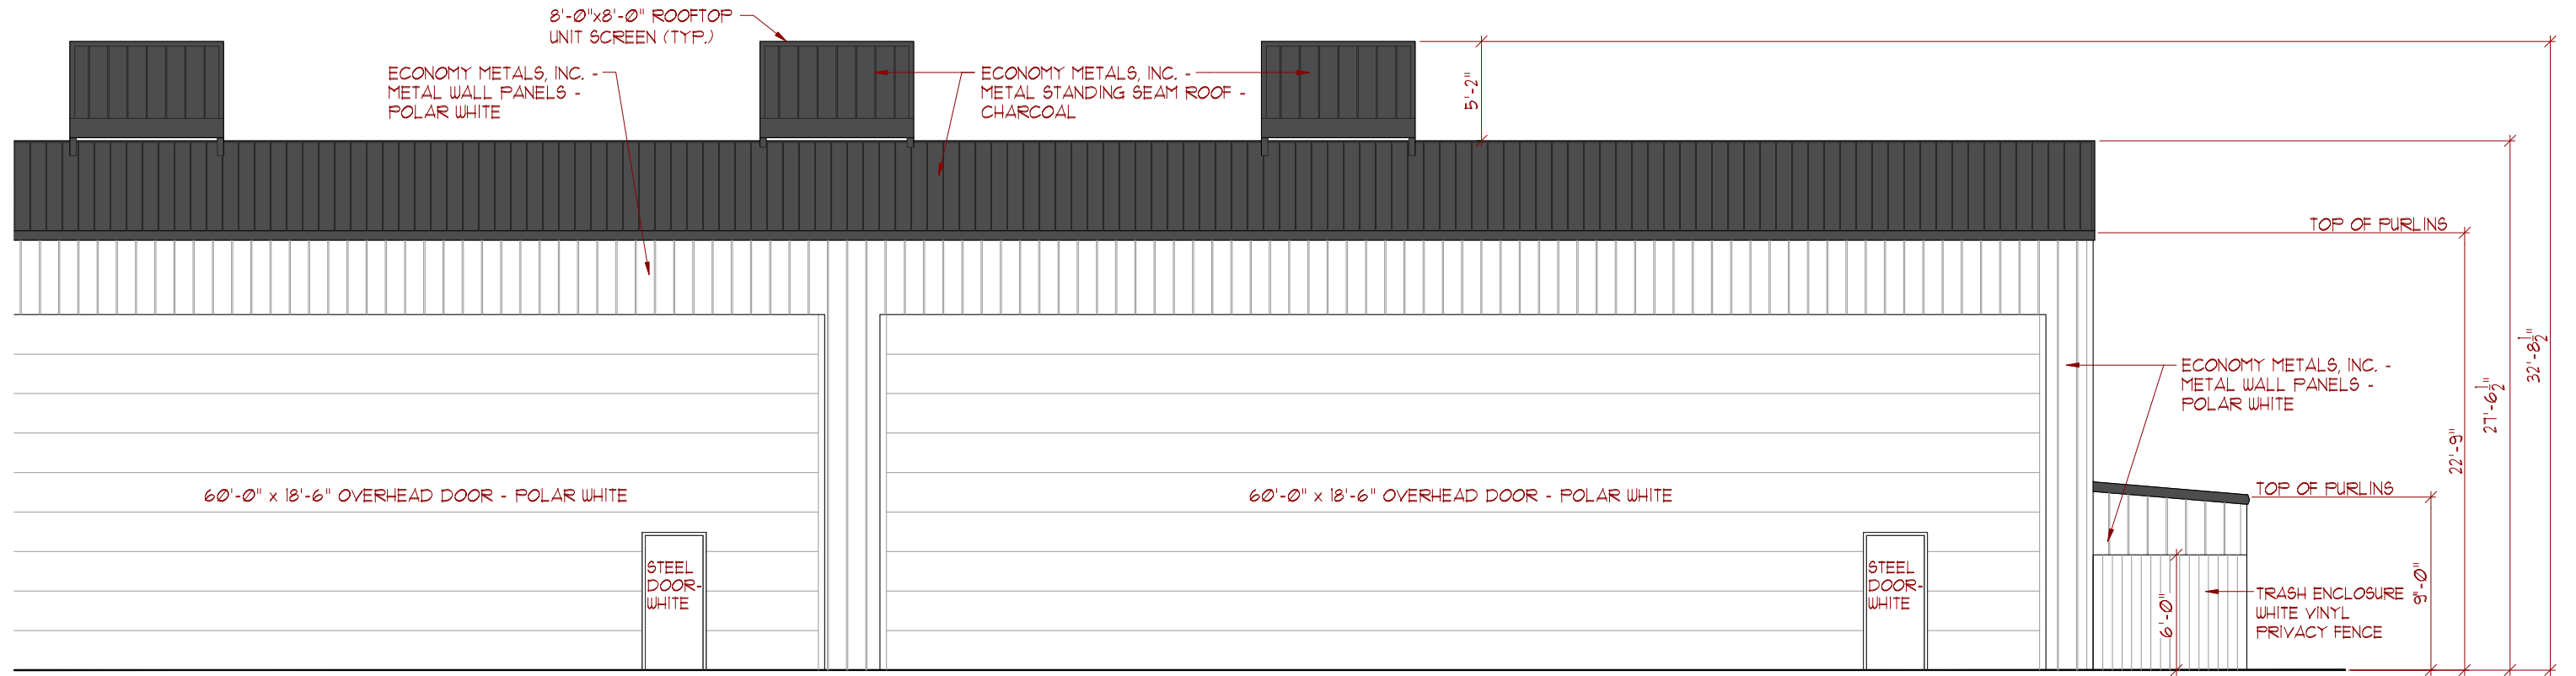 8'-0"x8'-0" ROOFTOP
UNIT SCREEN (TYP.)
ECONOMY METALS, INC. -
METAL WALL PANELS -
POLAR WHITE
ECONOMY METALS, INC. -
METAL STANDING SEAM ROOF -
CHARCOAL
5'-2"
TOP OF PURLINS
32'-8 1/2"
27'-6 1/2"
22'-9"
ECONOMY METALS, INC. -
METAL WALL PANELS -
POLAR WHITE
60'-0" x 18'-6" OVERHEAD DOOR - POLAR WHITE
60'-0" x 18'-6" OVERHEAD DOOR - POLAR WHITE
TOP OF PURLINS
STEEL
DOOR-
WHITE
STEEL
DOOR-
WHITE
6'-0"
TRASH ENCLOSURE
WHITE VINYL
PRIVACY FENCE
9"-0"